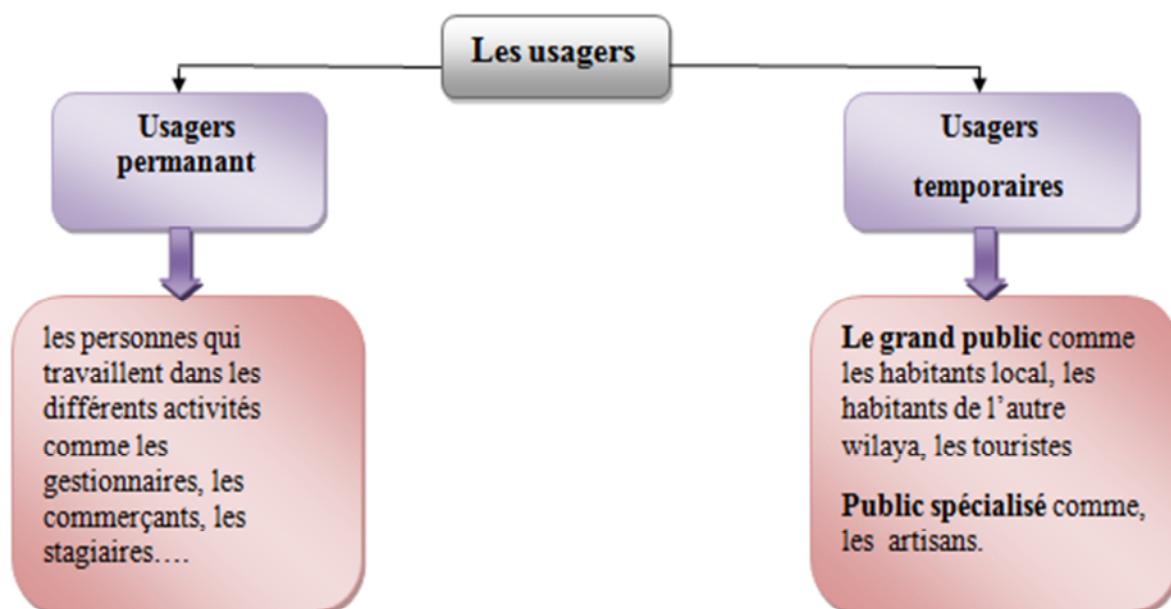 Les usagers
Usagers
permanant
Usagers
temporaires
les personnes qui
travaillent dans les
différents activités
comme les
gestionnaires, les
commerçants, les
stagiaires….
Le grand public comme
les habitants local, les
habitants de l’autre
wilaya, les touristes
Public spécialisé comme,
les artisans.